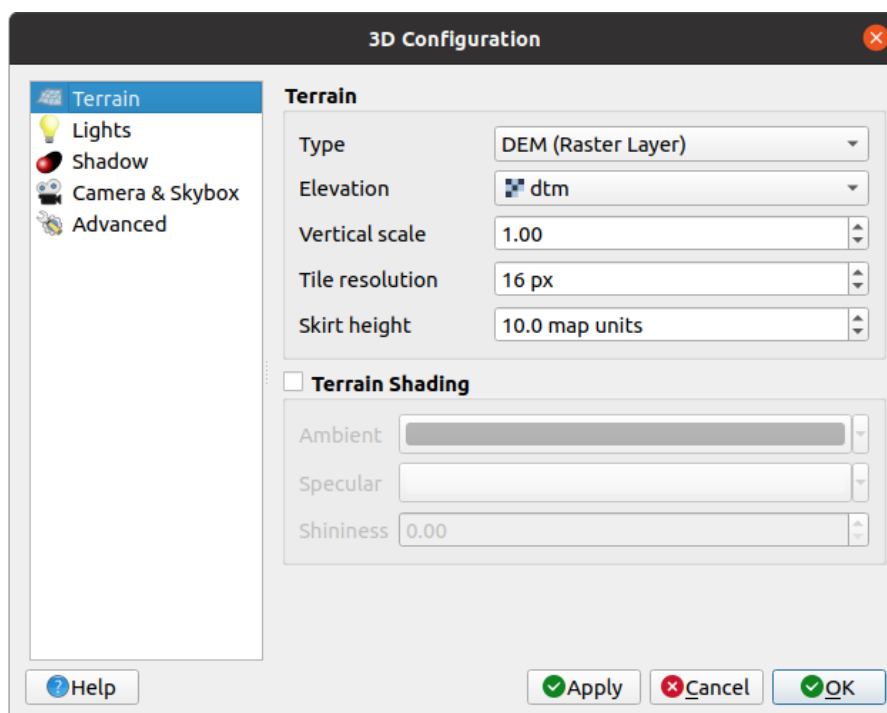 3D Configuration
Terrain
Lights
Shadow
Camera & Skybox
Advanced
Terrain
Type DEM (Raster Layer)
Elevation dtm
Vertical scale 1.00
Tile resolution 16 px
Skirt height 10.0 map units
Terrain Shading
Ambient
Specular
Shininess 0.00
Help Apply Cancel OK